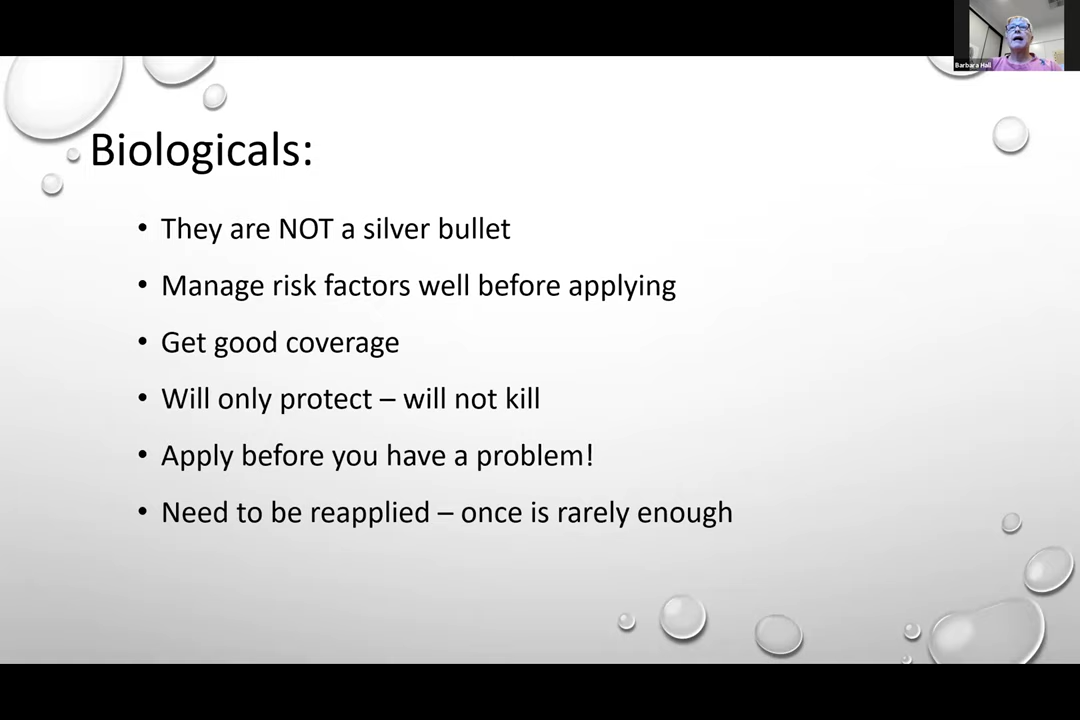 Barbara Hall
Biologicals:
• They are NOT a silver bullet
• Manage risk factors well before applying
• Get good coverage
• Will only protect – will not kill
• Apply before you have a problem!
• Need to be reapplied – once is rarely enough